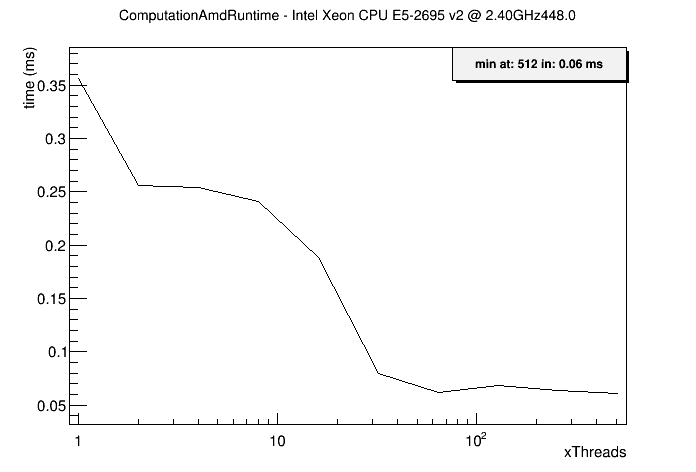 ComputationAmdRuntime - Intel Xeon CPU E5-2695 v2 @ 2.40GHz448.0
time (ms)
min at: 512 in: 0.06 ms
0.35
0.3
0.25
0.2
0.15
0.1
0.05
1
10
10²
xThreads